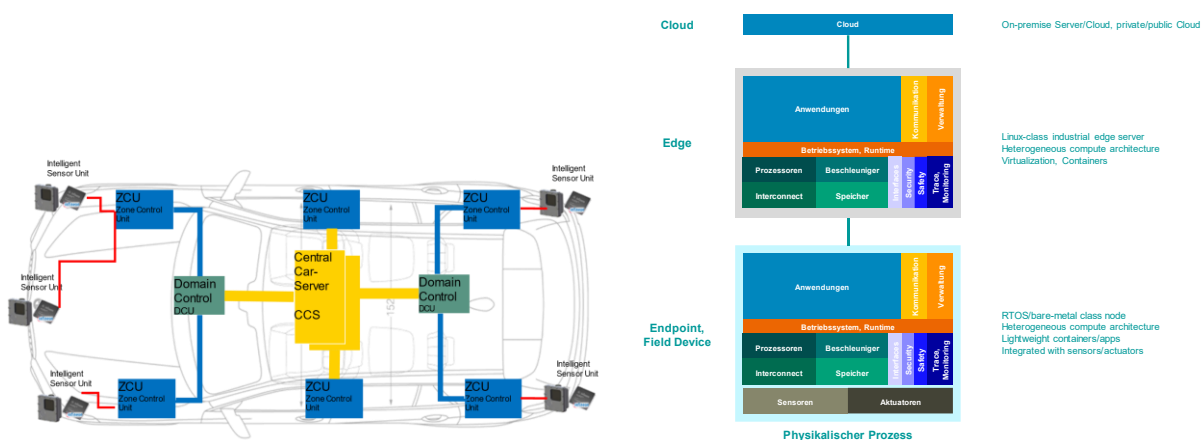 Intelligent
Sensor Unit
ZCU
Zone Control
Unit
ZCU
Zone Control
Unit
ZCU
Zone Control
Unit
Intelligent
Sensor Unit
Intelligent
Sensor Unit
Domain
Control
DCU
Central
Car-
Server
CCS
Domain
Control
DCU
Intelligent
Sensor Unit
ZCU
Zone Control
Unit
ZCU
Zone Control
Unit
ZCU
Zone Control
Unit
Intelligent
Sensor Unit
Cloud
Cloud
On-premise Server/Cloud, private/public Cloud
Edge
Anwendungen
Kommunikation
Verwaltung
Betriebssystem, Runtime
Prozessoren
Beschleuniger
Interconnect
Speicher
Interfaces
Security
Safety
Trace,
Monitoring
Linux-class industrial edge server
Heterogeneous compute architecture
Virtualization, Containers
Endpoint,
Field Device
Anwendungen
Kommunikation
Verwaltung
Betriebssystem, Runtime
Prozessoren
Beschleuniger
Interconnect
Speicher
Interfaces
Security
Safety
Trace,
Monitoring
Sensoren
Aktuatoren
RTOS/bare-metal class node
Heterogeneous compute architecture
Lightweight containers/apps
Integrated with sensors/actuators
Physikalischer Prozess